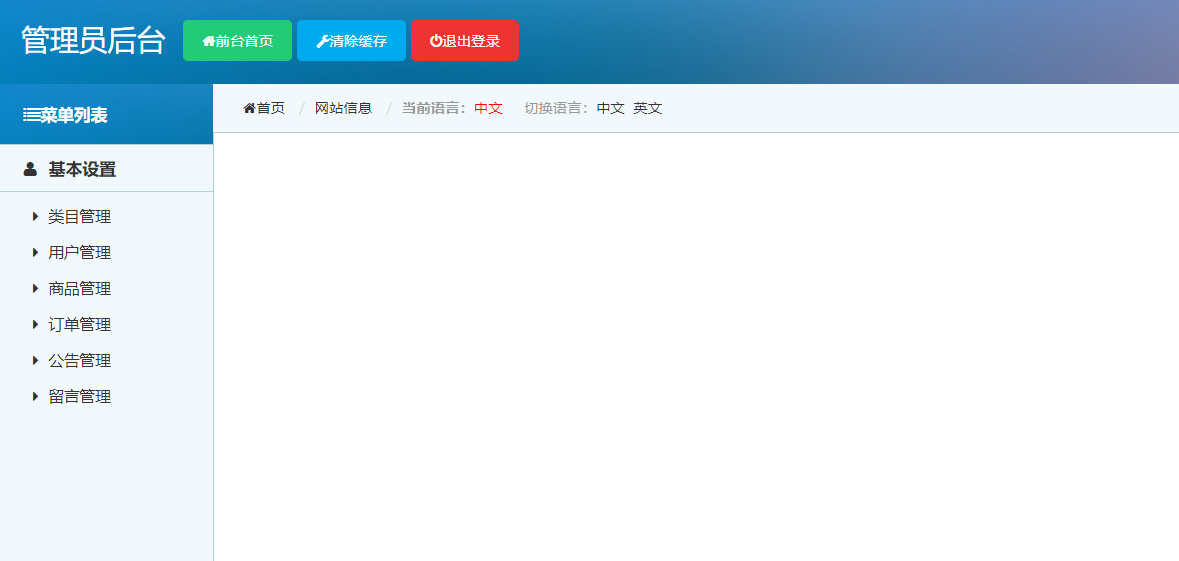 管理员后台 前台首页 清除缓存 退出登录
菜单列表
首页 / 网站信息 / 当前语言：中文 切换语言：中文 英文
基本设置
类目管理
用户管理
商品管理
订单管理
公告管理
留言管理